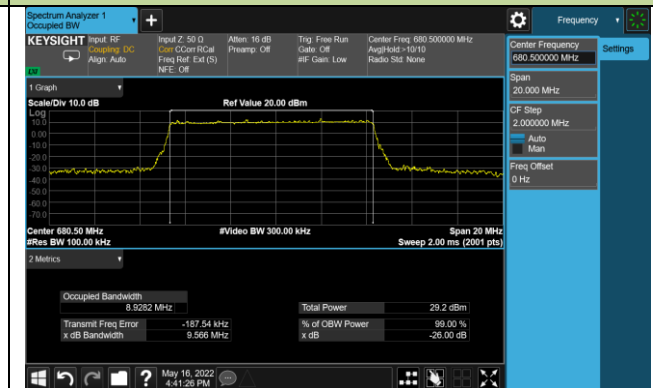 Spectrum Analyzer 1
Occupied BW
Frequency
KEYSIGHT
Input: RF
Coupling: DC
Align: Auto
Input Z: 50 Ω
Corr CCorr RCal
Freq Ref: Ext (S)
NFE: Off
Atten: 16 dB
Preamp: Off
Trig: Free Run
Gate: Off
#IF Gain: Low
Center Freq: 680.500000 MHz
Avg|Hold:>10/10
Radio Std: None
LW
Center Frequency
680.500000 MHz
Settings
Span
20.000 MHz
CF Step
2.000000 MHz
Auto
Man
Freq Offset
0 Hz
1 Graph
Scale/Div 10.0 dB
Ref Value 20.00 dBm
Log
10.0
0.00
-10.0
-20.0
-30.0
-40.0
-50.0
-60.0
-70.0
Center 680.50 MHz
#Video BW 300.00 kHz
Span 20 MHz
#Res BW 100.00 kHz
Sweep 2.00 ms (2001 pts)
2 Metrics
Occupied Bandwidth
8.9282 MHz
Total Power
29.2 dBm
Transmit Freq Error
-187.54 kHz
% of OBW Power
99.00 %
x dB Bandwidth
9.566 MHz
x dB
-26.00 dB
?
May 16, 2022
4:41:26 PM